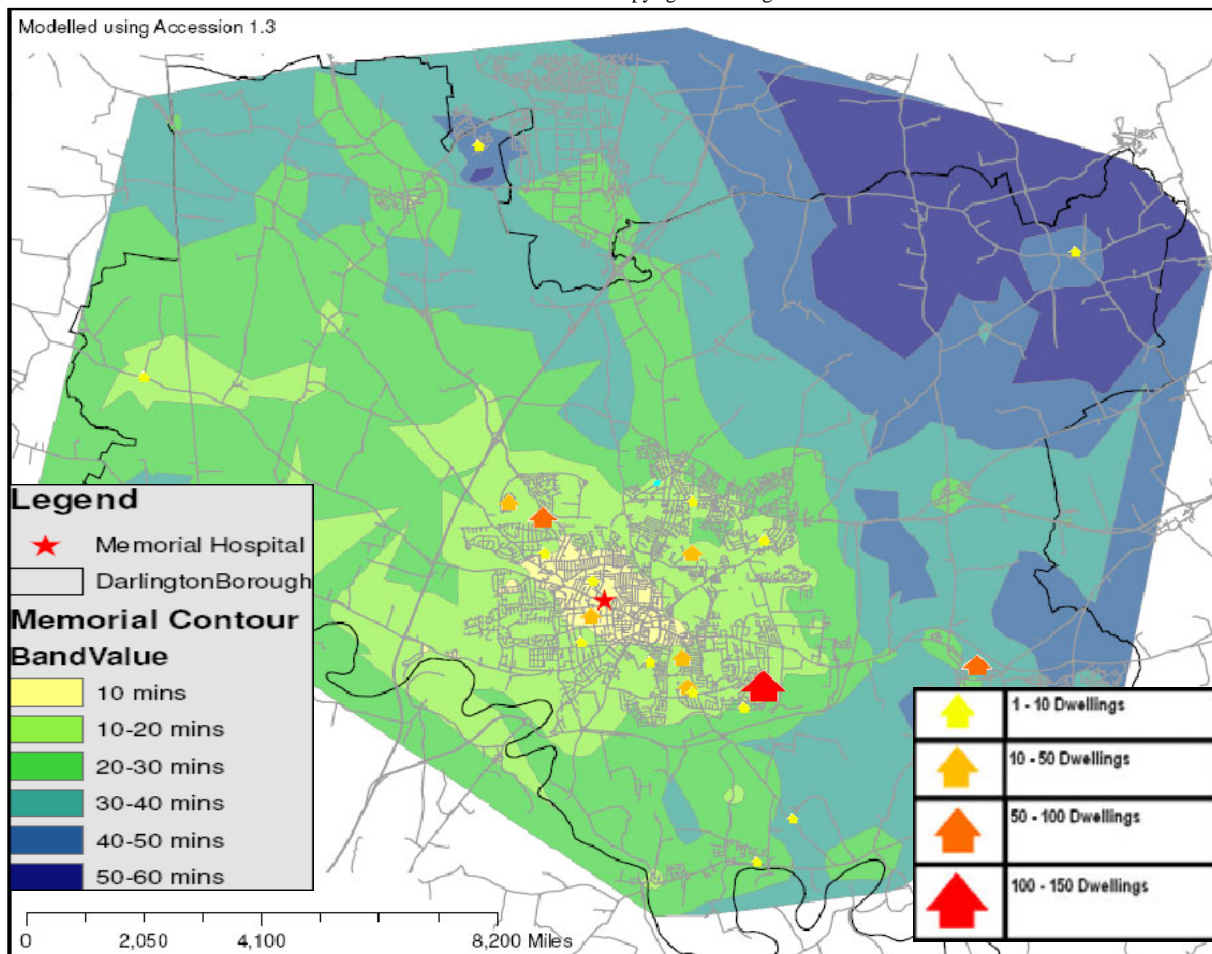 Modelled using Accession 1.3
Legend
Memorial Hospital
DarlingtonBorough
Memorial Contour
BandValue
10 mins
10-20 mins
20-30 mins
30-40 mins
40-50 mins
50-60 mins
1 - 10 Dwellings
10 - 50 Dwellings
50 - 100 Dwellings
100 - 150 Dwellings
0 2,050 4,100 8,200 Miles